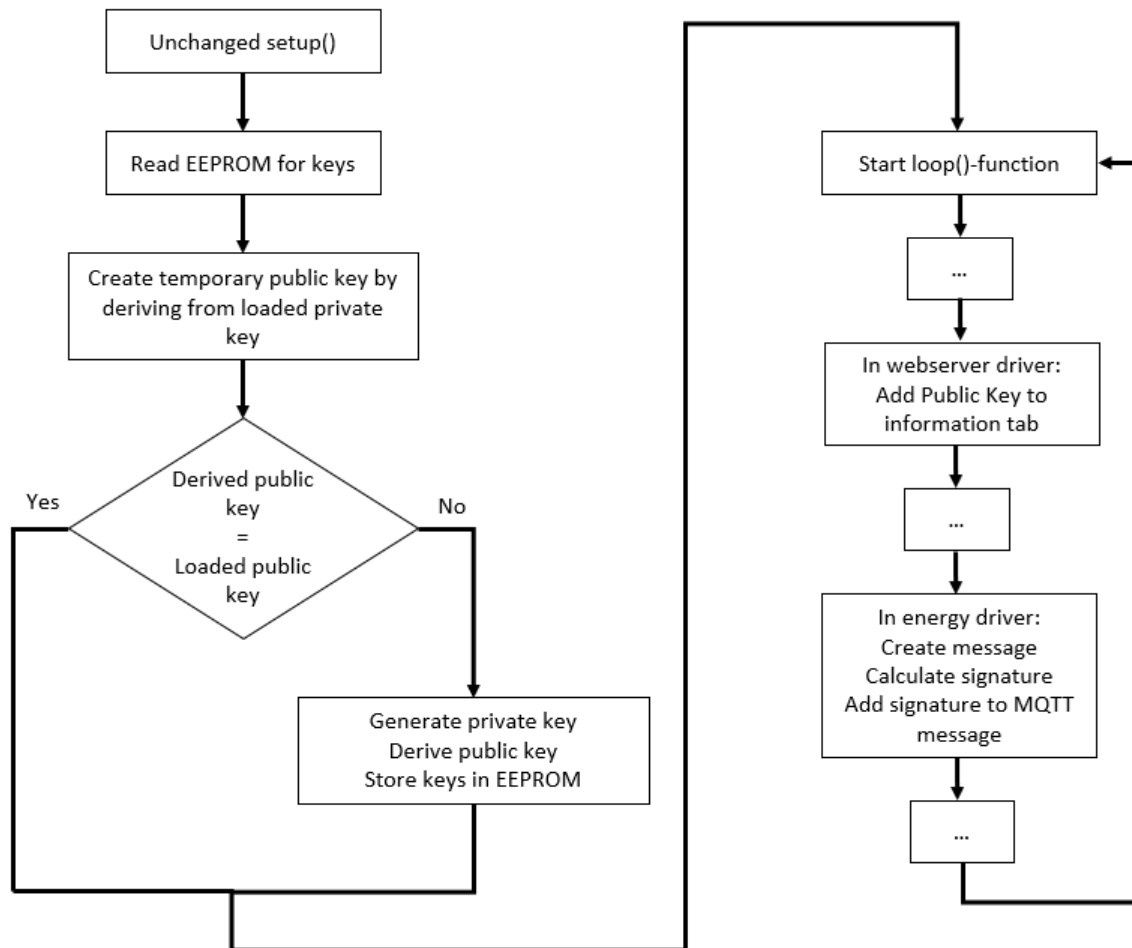 Unchanged setup()
Read EEPROM for keys
Create temporary public key by
deriving from loaded private
key
Yes
Derived public
key
=
Loaded public
key
No
Generate private key
Derive public key
Store keys in EEPROM
Start loop()-function
...
In webserver driver:
Add Public Key to
information tab
...
In energy driver:
Create message
Calculate signature
Add signature to MQTT
message
...